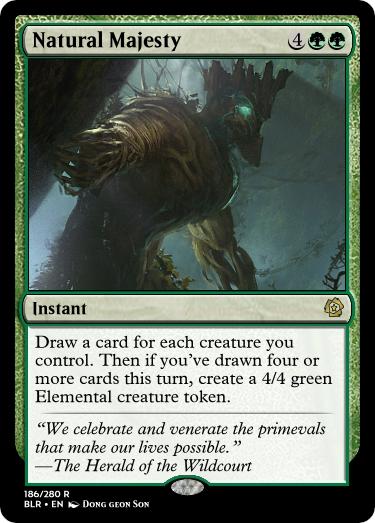 Natural Majesty 4
Instant
Draw a card for each creature you
control. Then if you've drawn four or
more cards this turn, create a 4/4 green
Elemental creature token.
“We celebrate and venerate the primevals
that make our lives possible.”
—The Herald of the Wildcourt
186/280 R
BLR • EN Dong geon Son